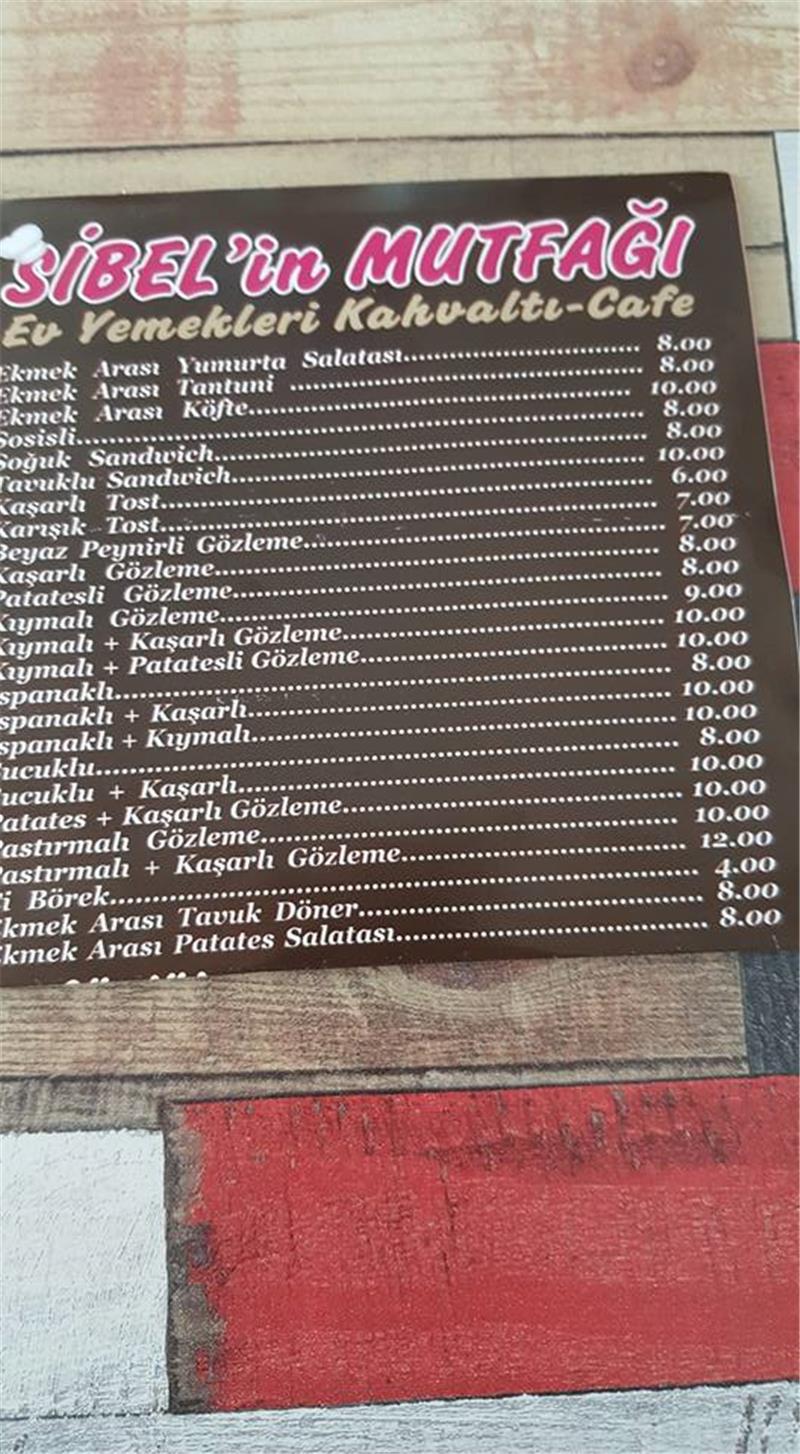 SİBEL'in MUTFAĞI
Ev Yemekleri Kahvaltı-Cafe
Ekmek Arası Yumurta Salatası 8.00
Ekmek Arası Tantuni 8.00
Ekmek Arası Köfte 10.00
Sosisli 8.00
Soğuk Sandwich 8.00
Tavuklu Sandwich 10.00
Kaşarlı Tost 6.00
Karışık Tost 7.00
Beyaz Peynirli Gözleme 7.00
Kaşarlı Gözleme 8.00
Patatesli Gözleme 8.00
Kıymalı Gözleme 9.00
Kıymalı + Kaşarlı Gözleme 10.00
Kıymalı + Patatesli Gözleme 10.00
spanaklı 8.00
spanaklı + Kaşarlı 10.00
spanaklı + Kıymalı 10.00
ucuklu 8.00
ucuklu + Kaşarlı 10.00
Patates + Kaşarlı Gözleme 10.00
Pastırmalı Gözleme 10.00
Pastırmalı + Kaşarlı Gözleme 12.00
i Börek 4.00
Ekmek Arası Tavuk Döner 8.00
Ekmek Arası Patates Salatası 8.00